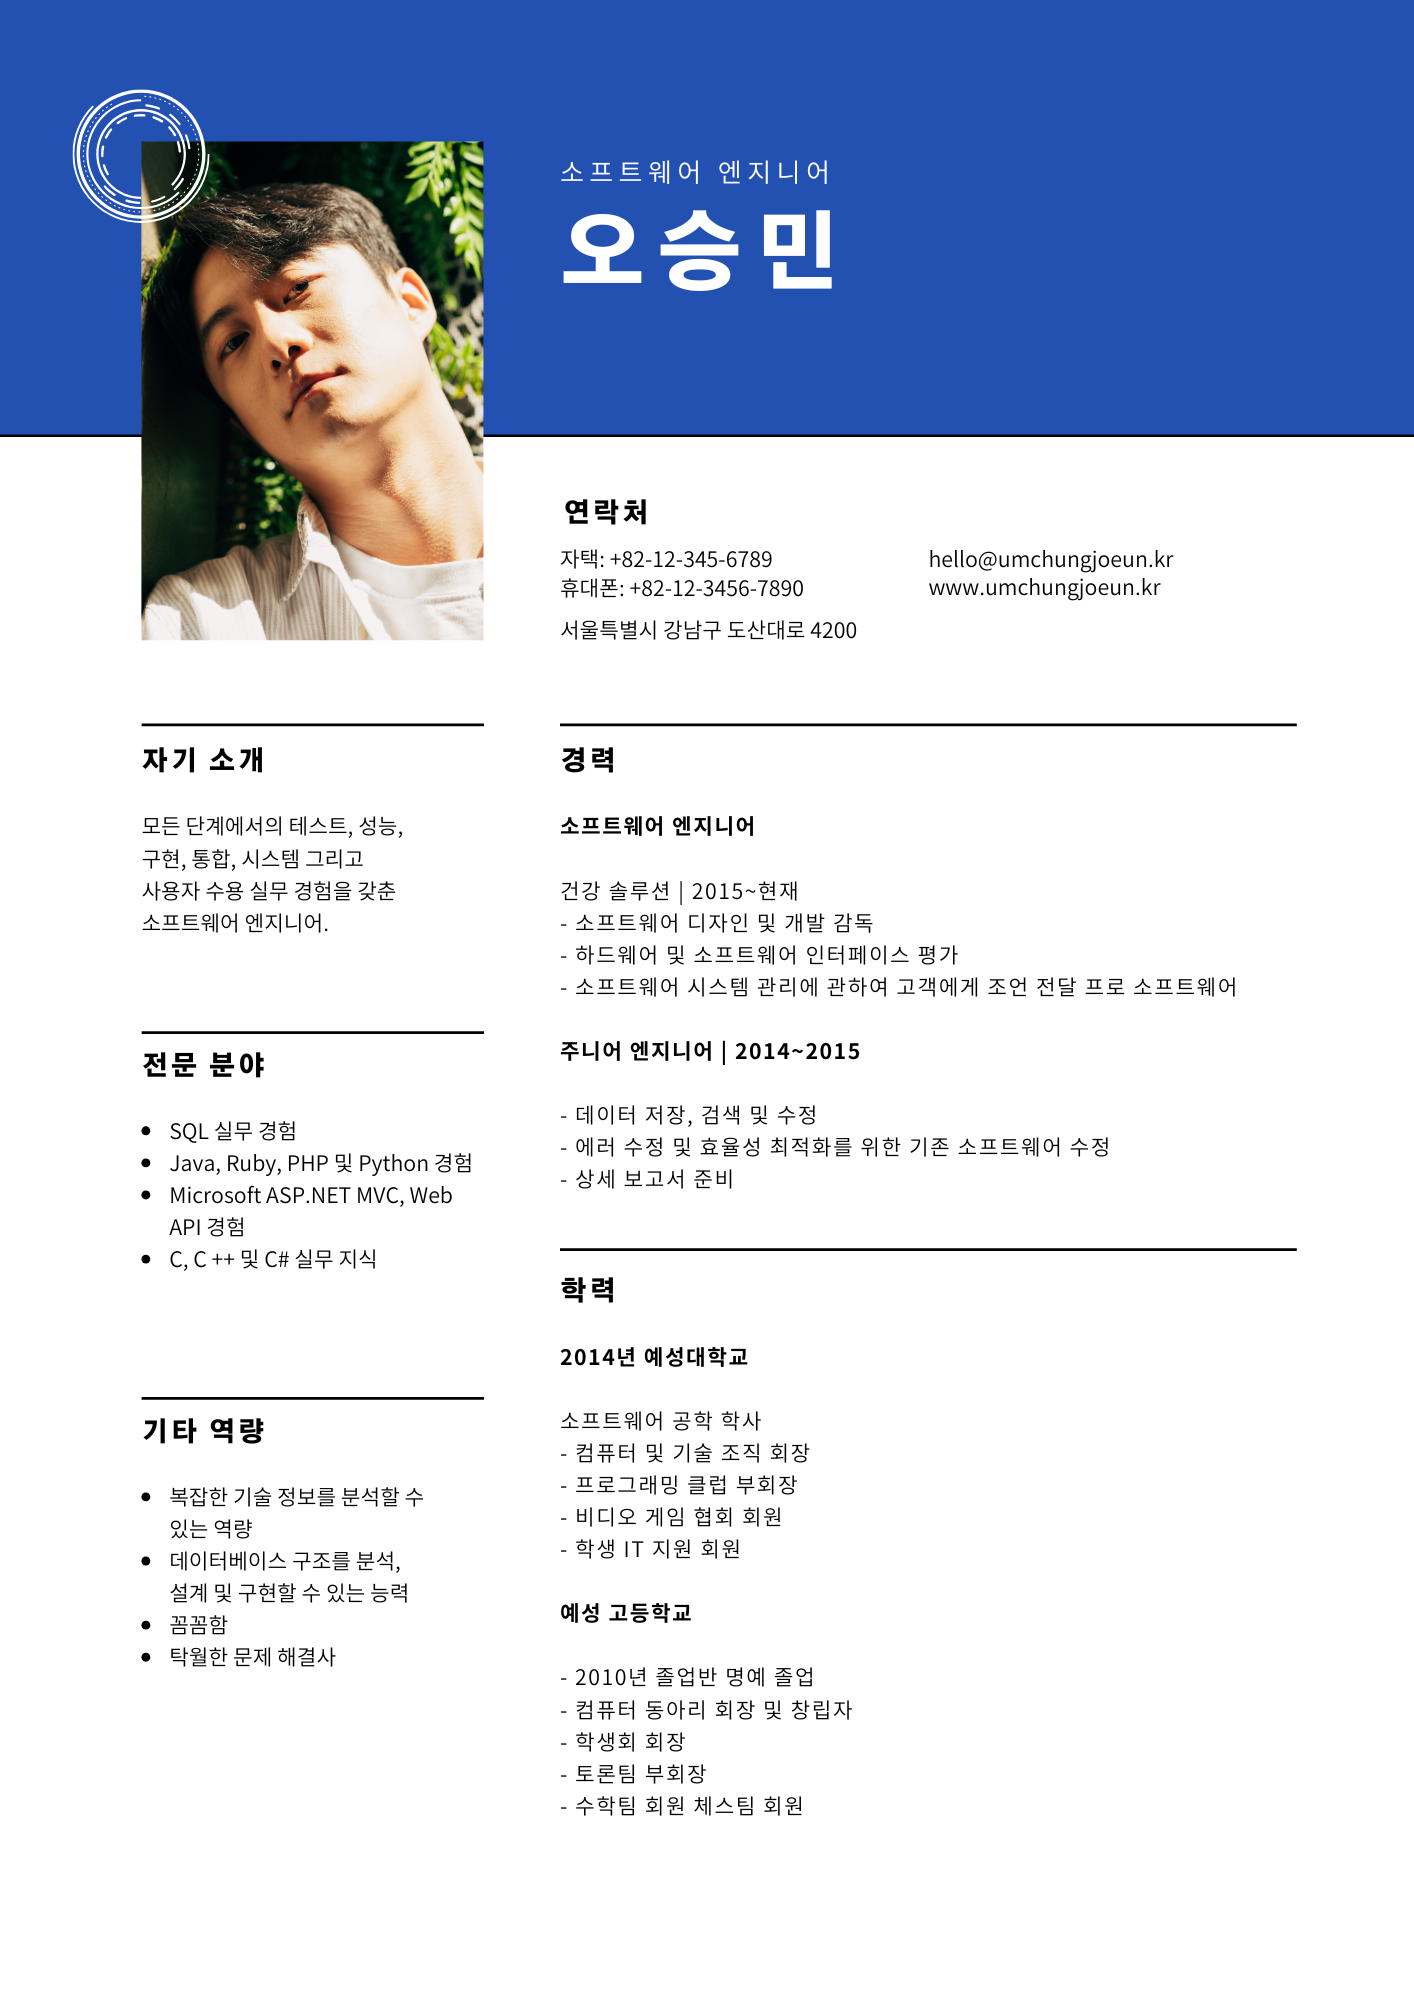 소프트웨어 엔지니어
오승민
연락처
자택: +82-12-345-6789
휴대폰: +82-12-3456-7890
서울특별시 강남구 도산대로 4200
hello@umchungjoeun.kr
www.umchungjoeun.kr
자기 소개
모든 단계에서의 테스트, 성능,
구현, 통합, 시스템 그리고
사용자 수용 실무 경험을 갖춘
소프트웨어 엔지니어.
전문 분야
• SQL 실무 경험
• Java, Ruby, PHP 및 Python 경험
• Microsoft ASP.NET MVC, Web
API 경험
• C, C ++ 및 C# 실무 지식
기타 역량
• 복잡한 기술 정보를 분석할 수
있는 역량
• 데이터베이스 구조를 분석,
설계 및 구현할 수 있는 능력
• 꼼꼼함
• 탁월한 문제 해결사
경력
소프트웨어 엔지니어
건강 솔루션 | 2015~현재
- 소프트웨어 디자인 및 개발 감독
- 하드웨어 및 소프트웨어 인터페이스 평가
- 소프트웨어 시스템 관리에 관하여 고객에게 조언 전달 프로 소프트웨어
주니어 엔지니어 | 2014~2015
- 데이터 저장, 검색 및 수정
- 에러 수정 및 효율성 최적화를 위한 기존 소프트웨어 수정
- 상세 보고서 준비
학력
2014년 예성대학교
소프트웨어 공학 학사
- 컴퓨터 및 기술 조직 회장
- 프로그래밍 클럽 부회장
- 비디오 게임 협회 회원
- 학생 IT 지원 회원
예성 고등학교
- 2010년 졸업반 명예 졸업
- 컴퓨터 동아리 회장 및 창립자
- 학생회 회장
- 토론팀 부회장
- 수학팀 회원 체스팀 회원